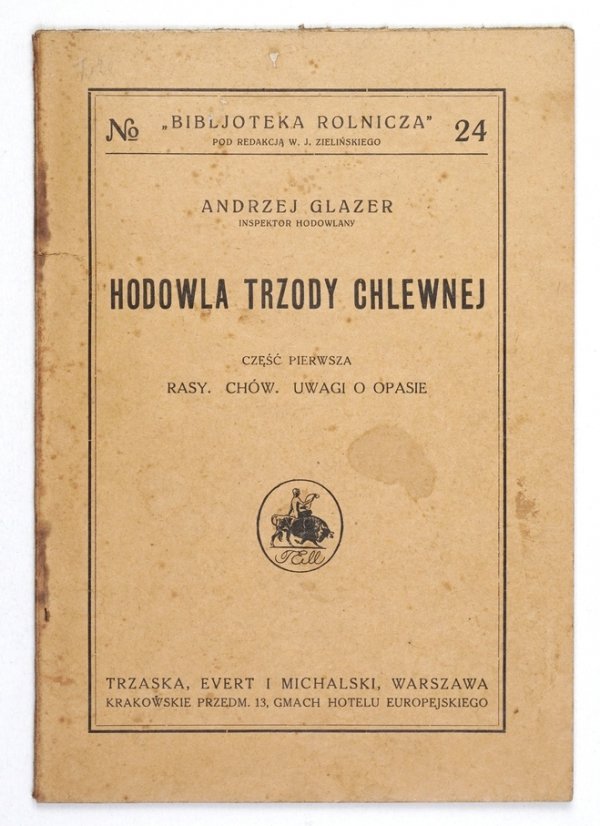 No „BIBLJOTEKA ROLNICZA” 24
POD REDAKCJĄ W. J. ZIELIŃSKIEGO
ANDRZEJ GLAZER
INSPEKTOR HODOWLANY
HODOWLA TRZODY CHLEWNEJ
CZĘŚĆ PIERWSZA
RASY. CHÓW. UWAGI O OPASIE
TRZASKA, EVERT I MICHALSKI, WARSZAWA
KRAKOWSKIE PRZEDM. 13, GMACH HOTELU EUROPEJSKIEGO